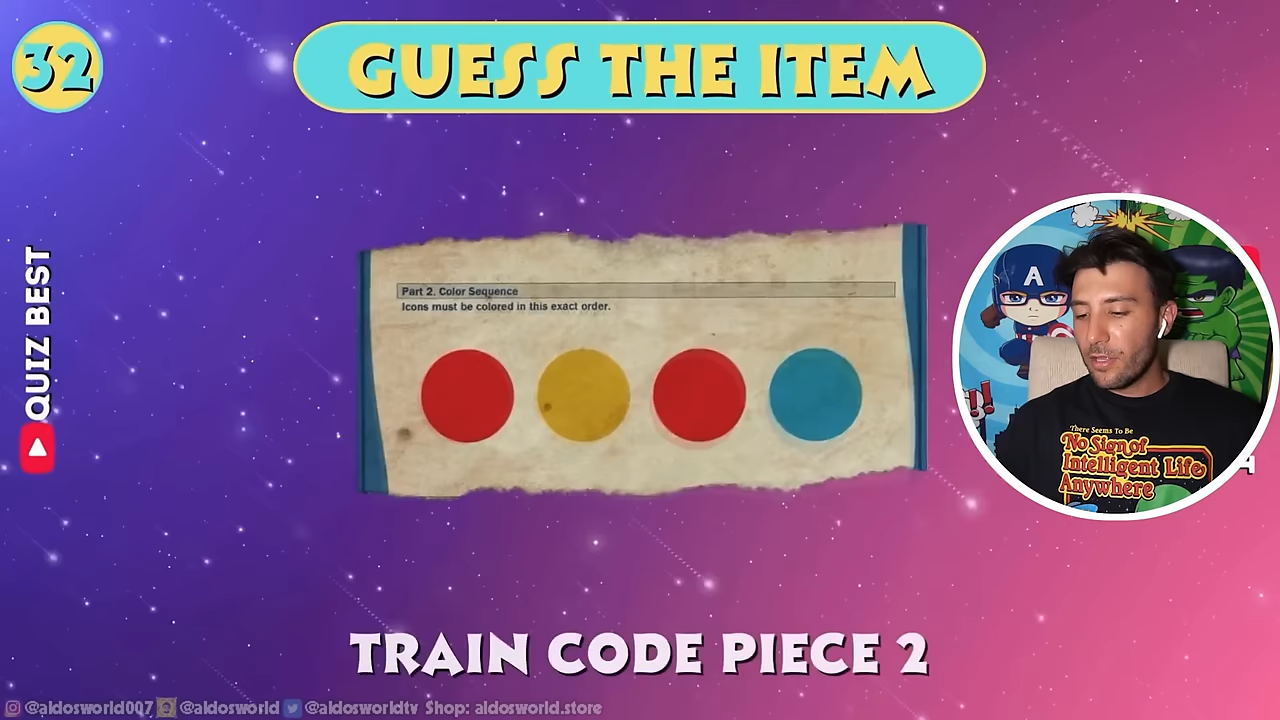 32
GUESS THE ITEM
QUIZ BEST
Part 2. Color Sequence
Icons must be colored in this exact order.
A
There Seems To Be
No Sign of
Intelligent Life
Anywhere
TRAIN CODE PIECE 2
@aldosworld007 @aldosworld @aldosworldtv Shop: aldosworld.store